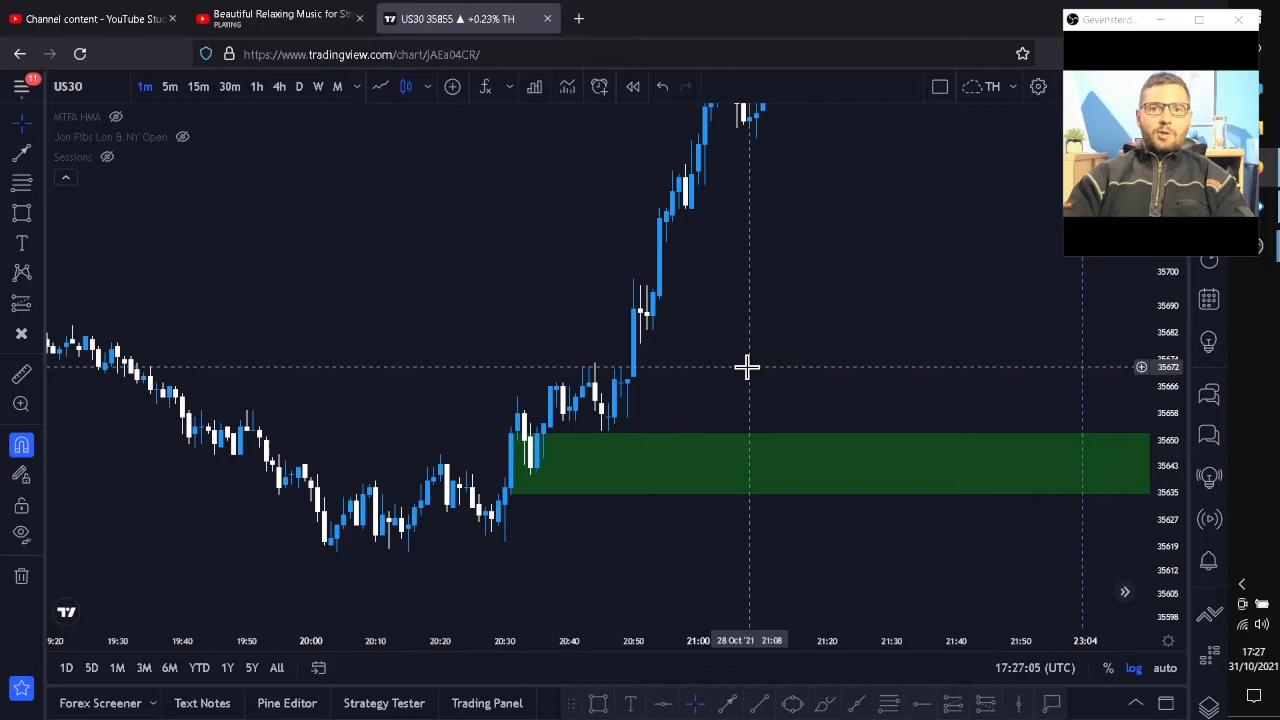 Channel content - YouTube Stud
Beautiful Relaxing Music for St
PLAYING
US30 35855 ▲ +0.23% TH
https://www.tradingview.com/chart/jAEa04CR/
Gevensterd...
11
US30
1m 5m 15m 30m 1h 4h D W M
TH
MTFA HMA
Jon Fibs Lon & NY Open
Sessions
35700
35690
35682
35674
35672
35666
35658
35650
35643
35635
35627
35619
35612
35605
35598
9:20 19:30 19:40 19:50 20:00 20:10 20:20 20:30 20:40 20:50 21:00 28 Oct '21 21:08 21:20 21:30 21:40 21:50 23:04
1D 5D 1M 3M 6M YTD 1Y 5Y All
17:27:05 (UTC) % log auto
Forex Screener Text Notes Pine Editor Strategy Tester Trading Panel
17:27
31/10/2021